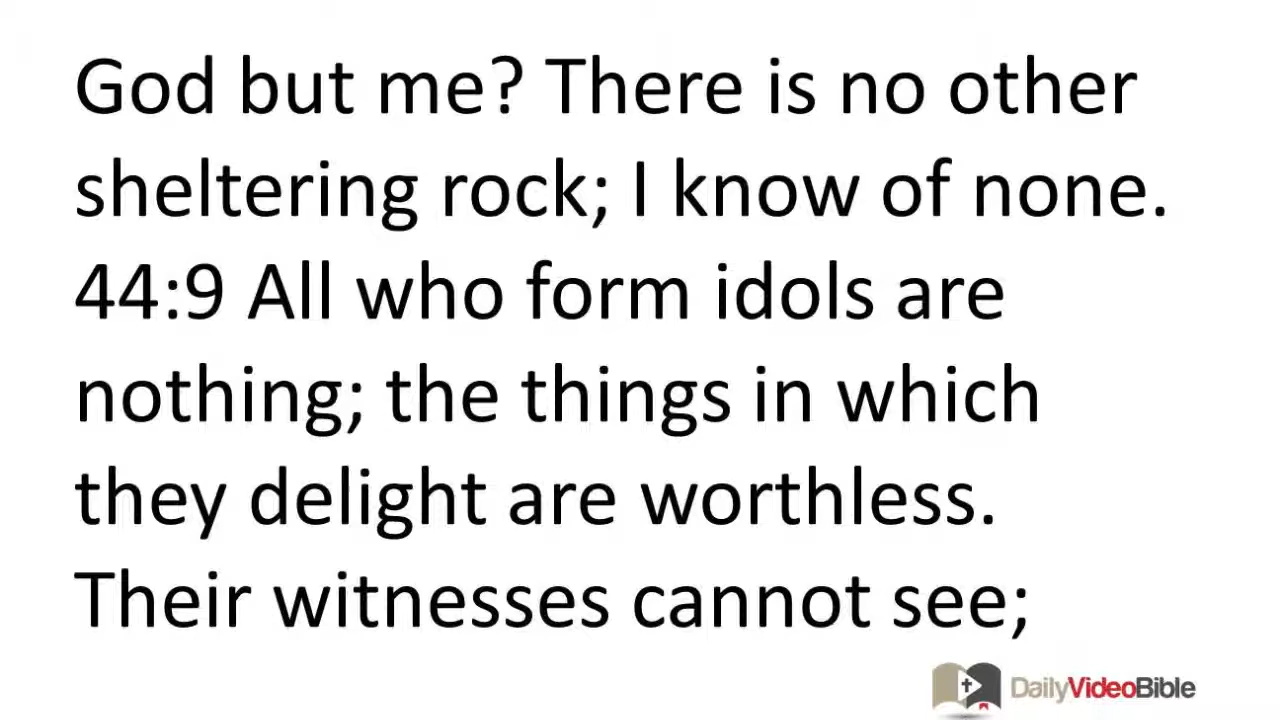 God but me? There is no other
sheltering rock; I know of none.
44:9 All who form idols are
nothing; the things in which
they delight are worthless.
Their witnesses cannot see;
DailyVideoBible